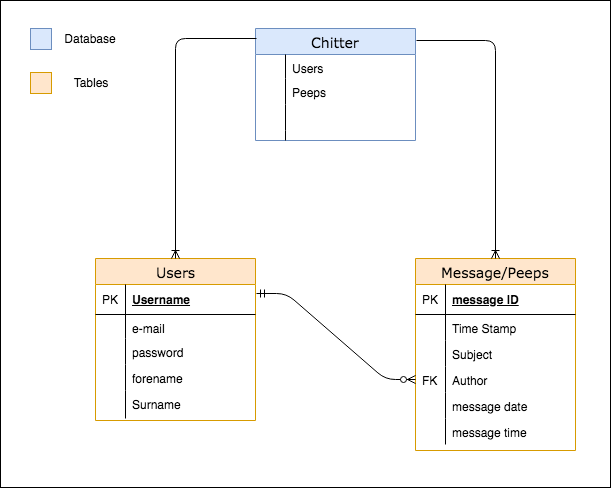 Database
Tables
Chitter
Users
Peeps
Users
PK Username
e-mail
password
forename
Surname
Message/Peeps
PK message ID
Time Stamp
Subject
FK Author
message date
message time